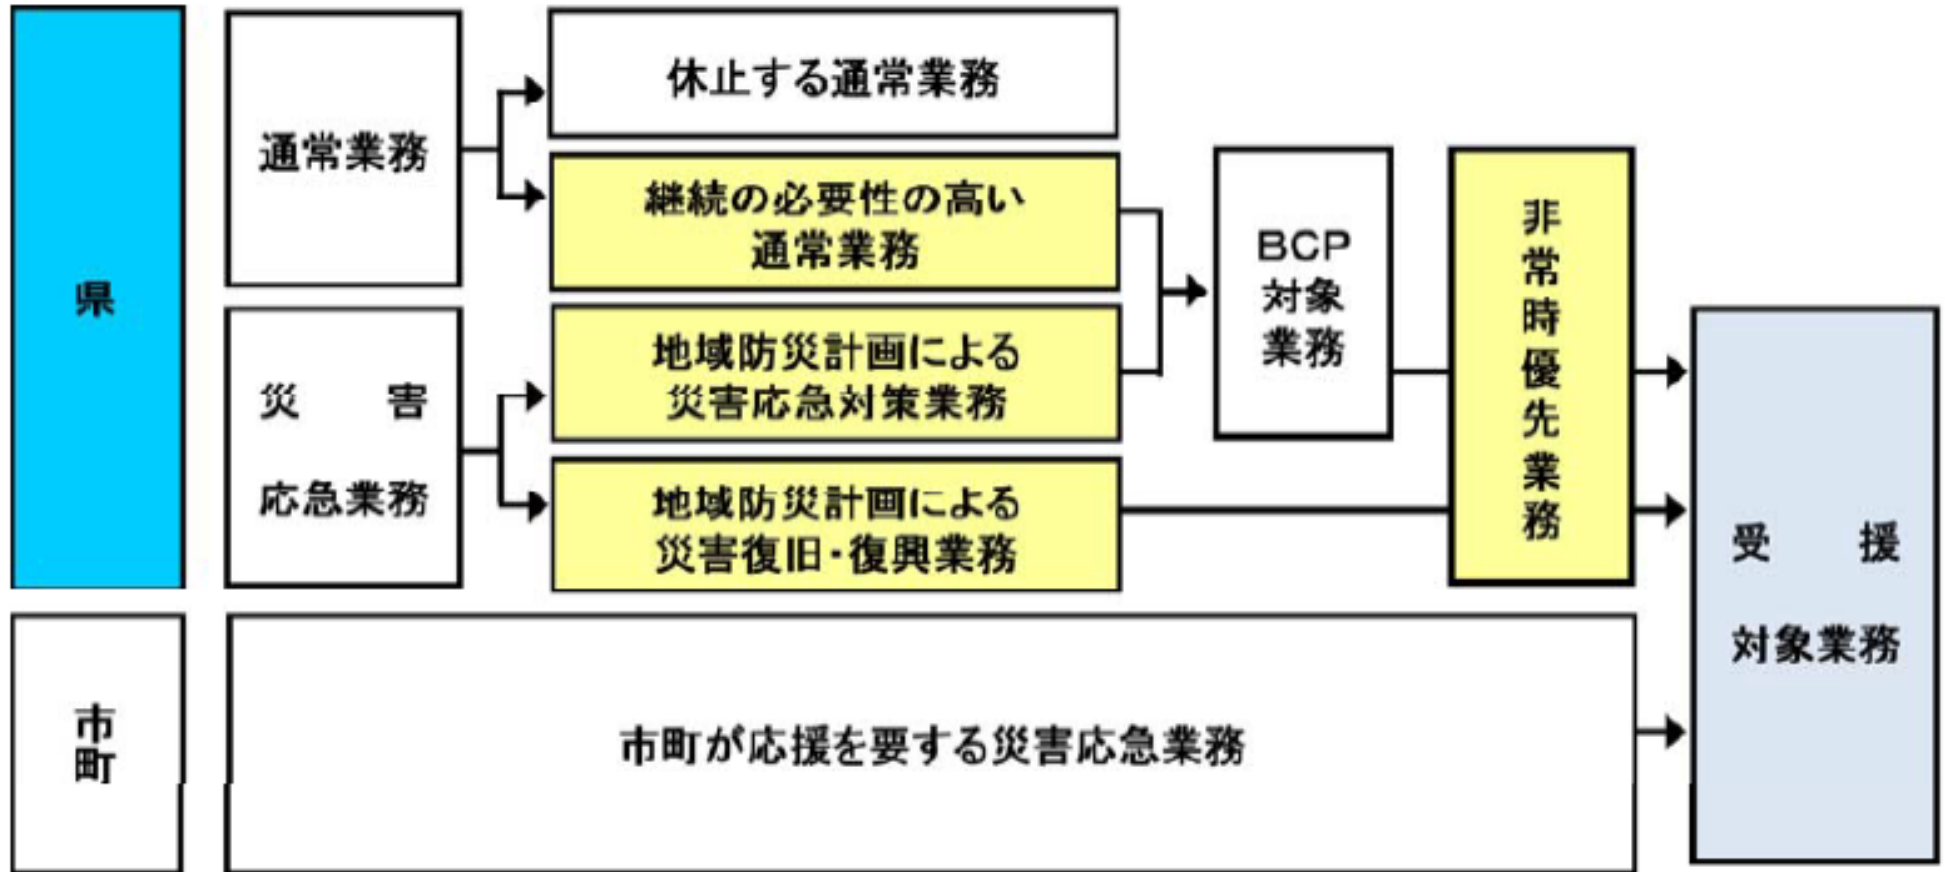 県
通常業務
休止する通常業務
継続の必要性の高い
通常業務
災　害
応急業務
地域防災計画による
災害応急対策業務
地域防災計画による
災害復旧・復興業務
BCP
対象
業務
非常時優先業務
受　援
対象業務
市町
市町が応援を要する災害応急業務